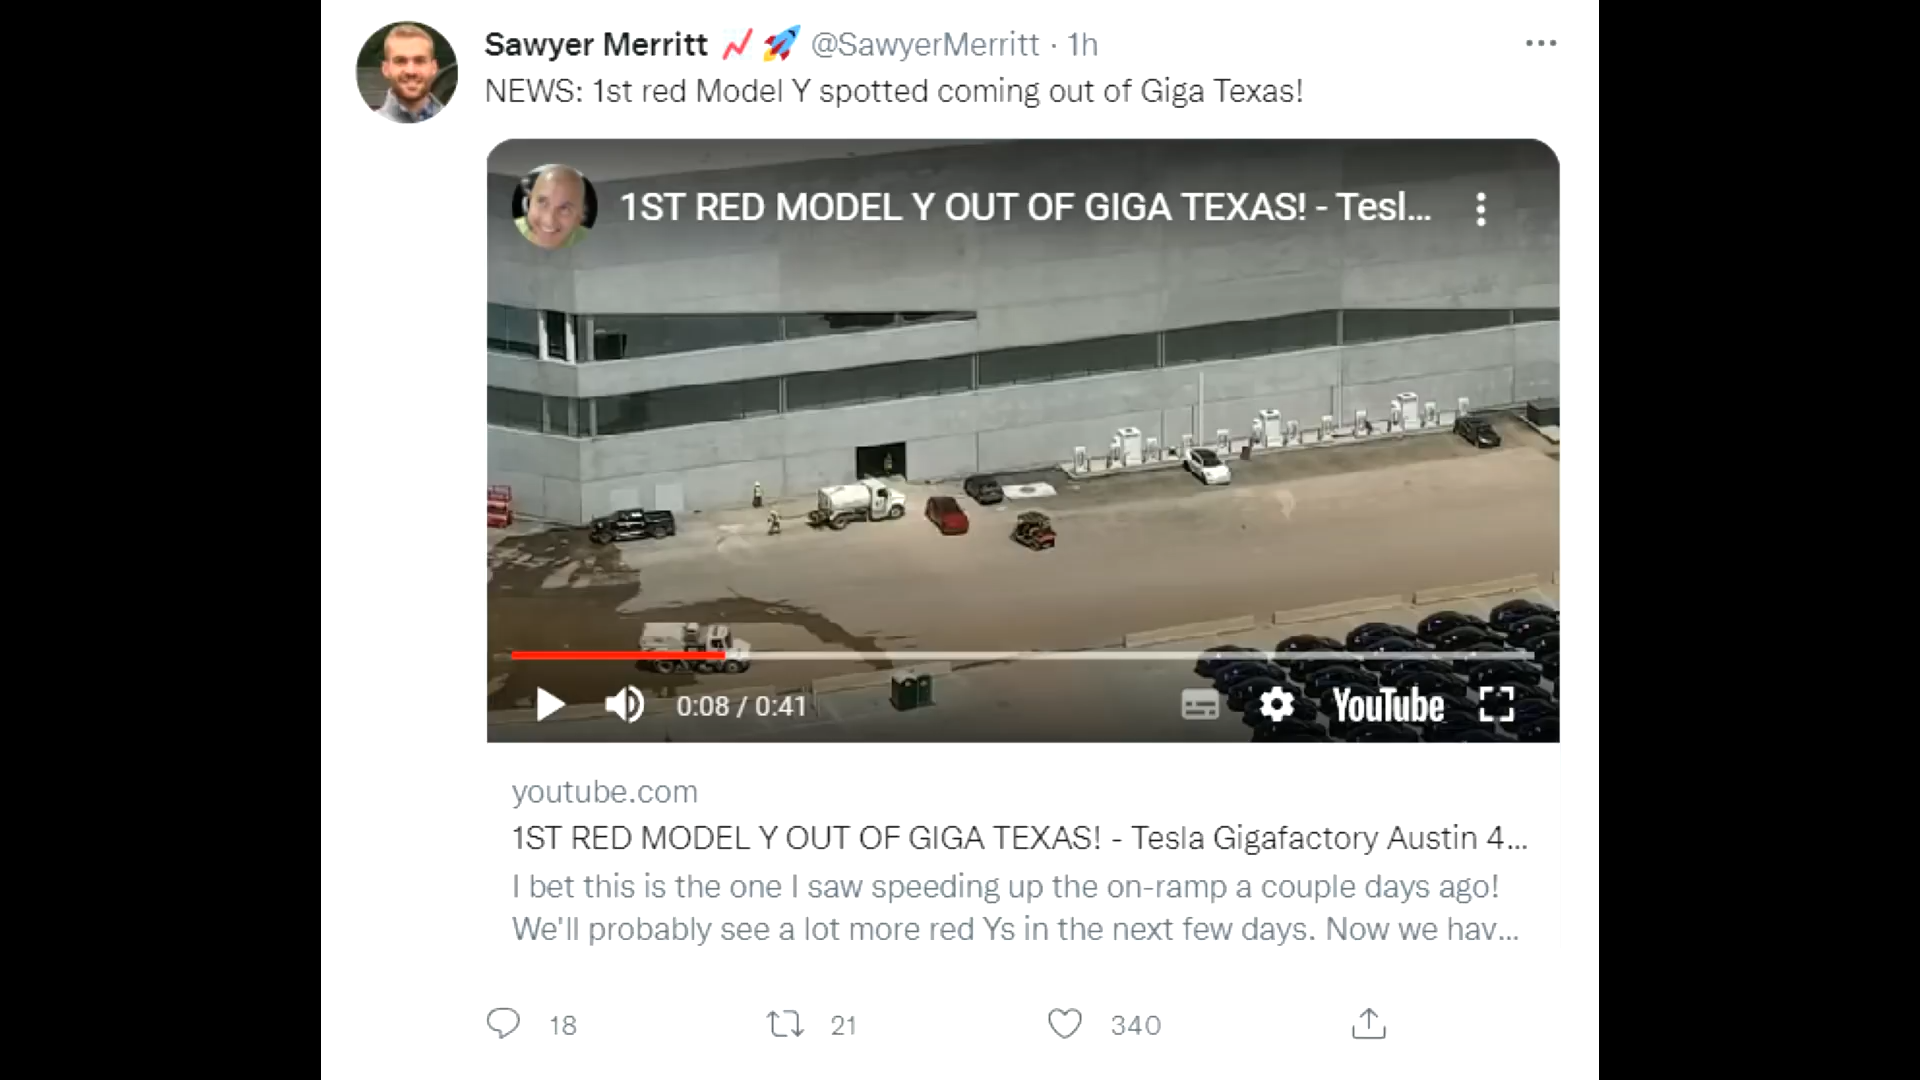 Sawyer Merritt 📈🚀 @SawyerMerritt · 1h
NEWS: 1st red Model Y spotted coming out of Giga Texas!
1ST RED MODEL Y OUT OF GIGA TEXAS! - Tesl...
0:08 / 0:41
YouTube
youtube.com
1ST RED MODEL Y OUT OF GIGA TEXAS! - Tesla Gigafactory Austin 4...
I bet this is the one I saw speeding up the on-ramp a couple days ago!
We'll probably see a lot more red Ys in the next few days. Now we hav...
18 21 340